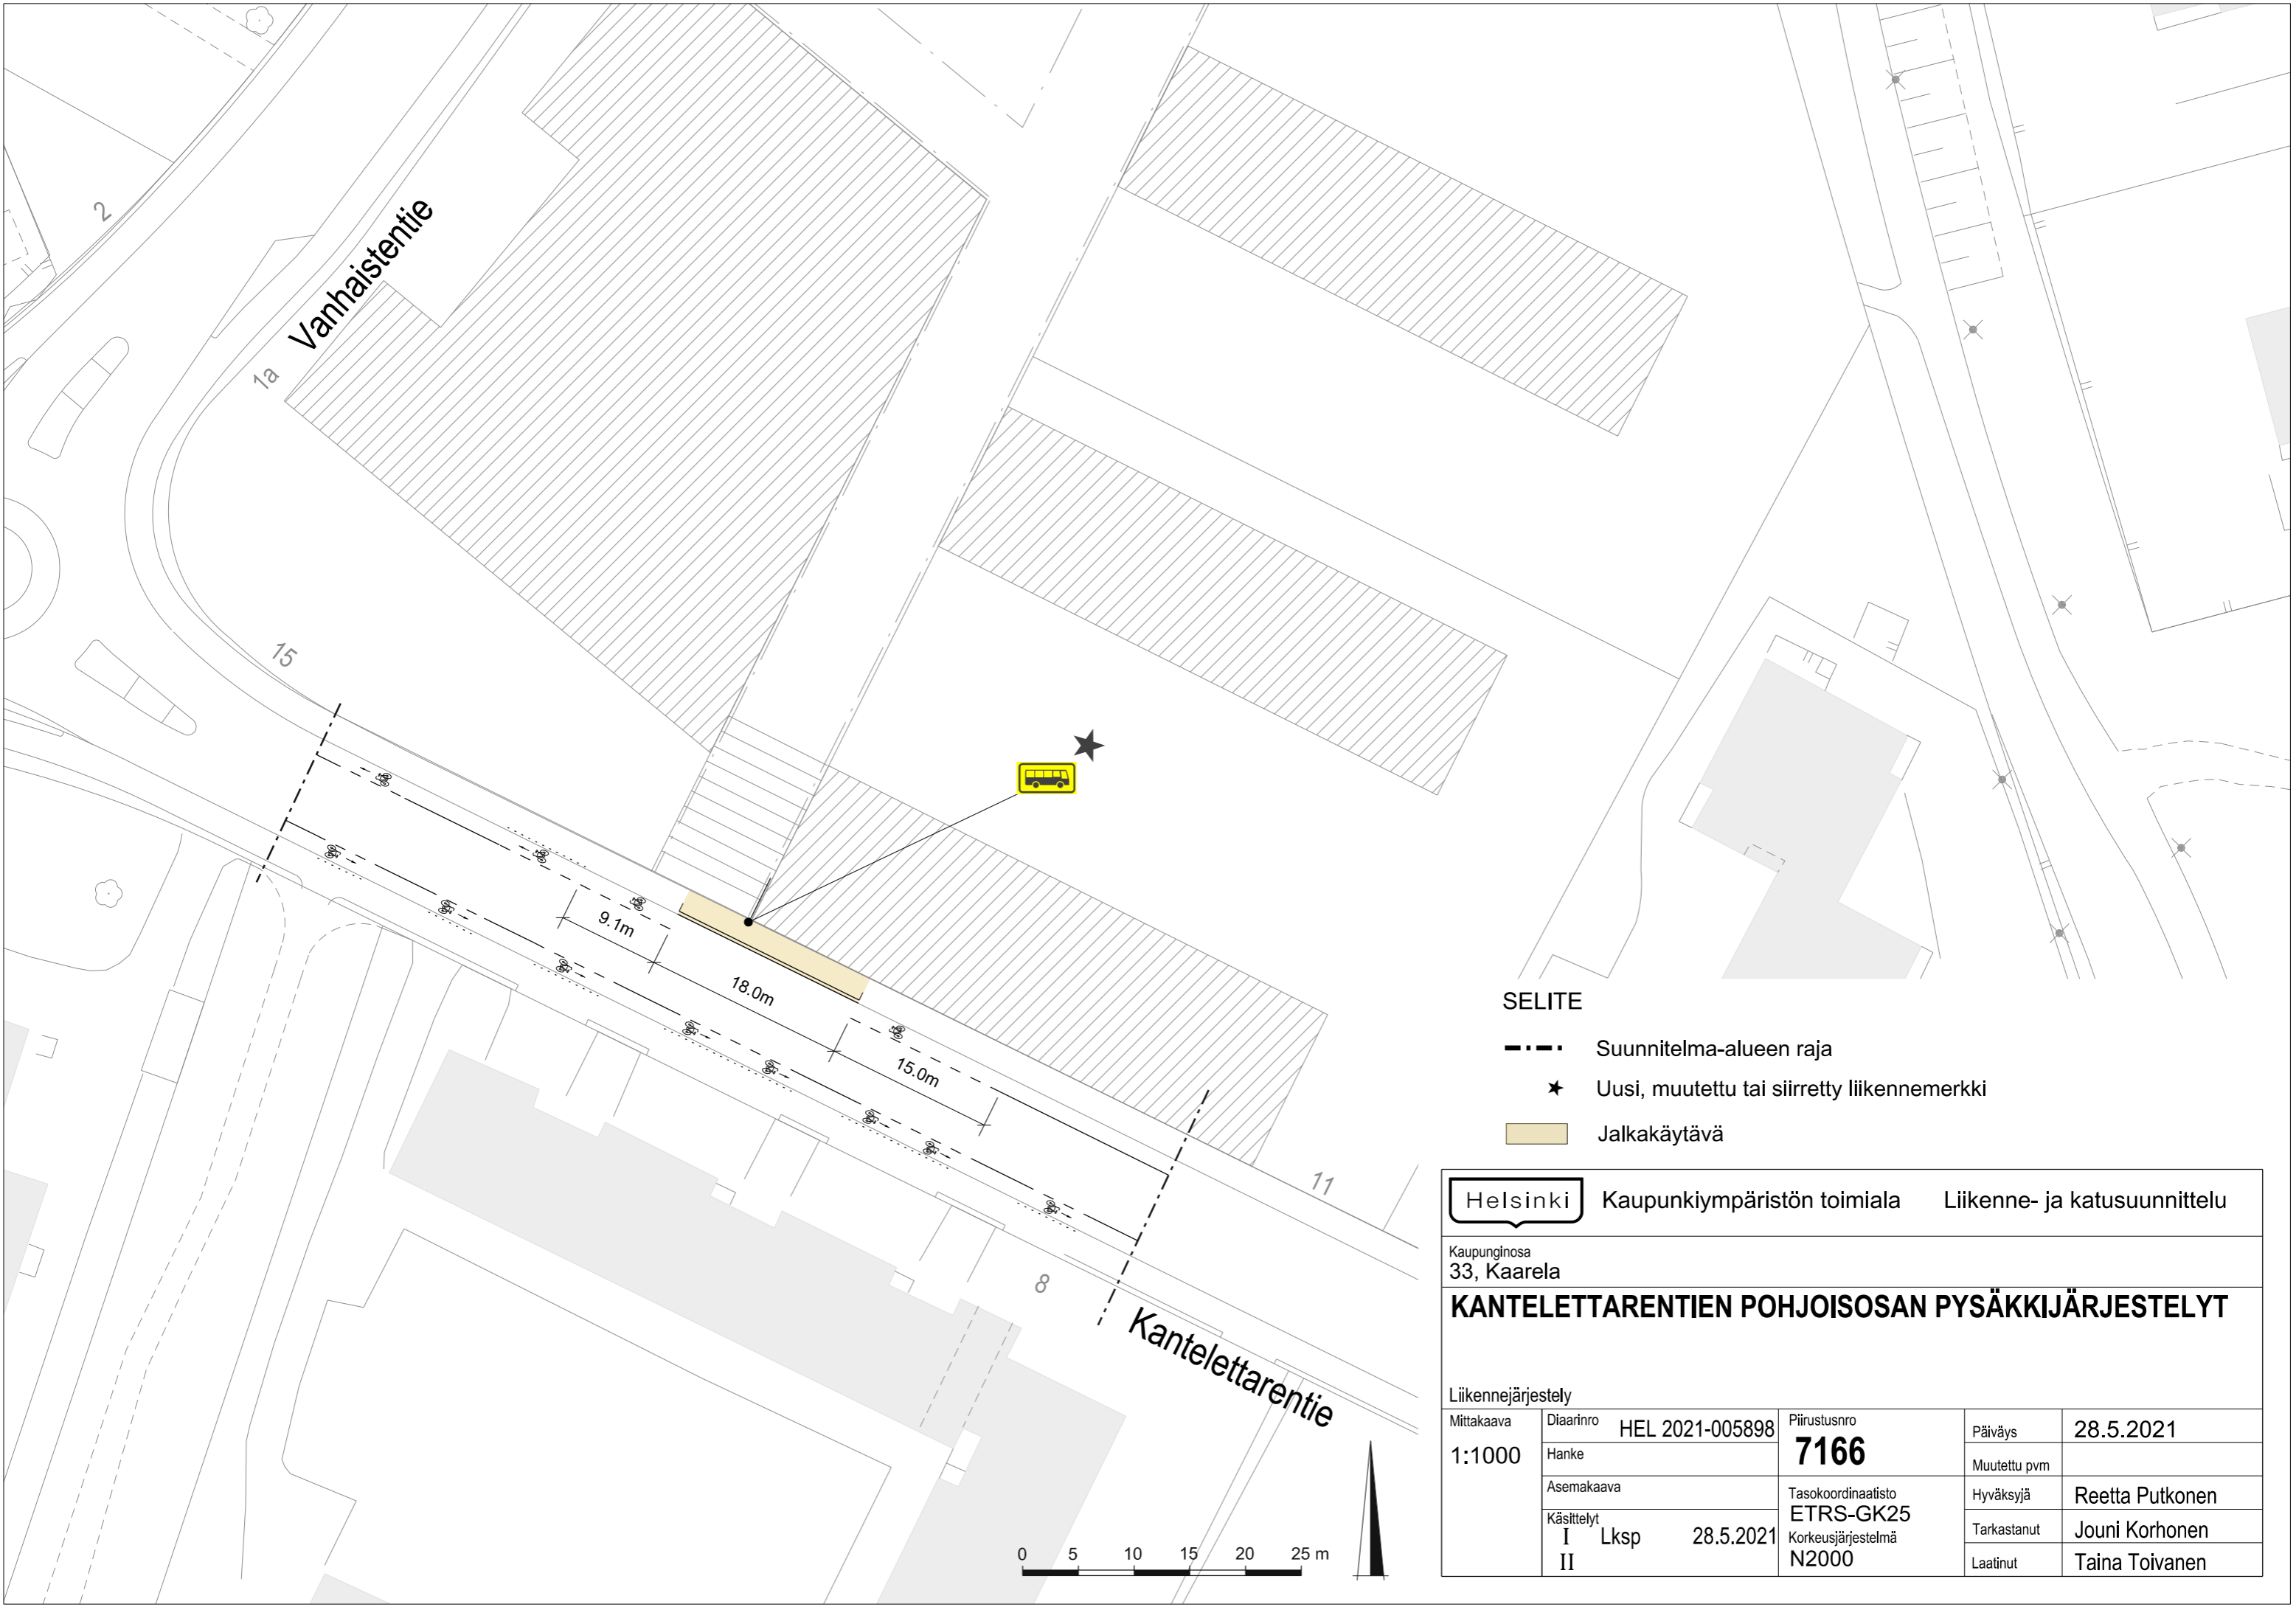 2
Vanhaistentie
1a
15
9.1m
18.0m
15.0m
11
8
Kantelettarentie
SELITE
Suunnitelma-alueen raja
Uusi, muutettu tai siirretty liikennemerkki
Jalkakäytävä
Helsinki Kaupunkiympäristön toimiala Liikenne- ja katusuunnittelu
Kaupunginosa
33, Kaarela
KANTELETTARENTIEN POHJOISOSAN PYSÄKKIJÄRJESTELYT
Liikennejärjestely
Mittakaava
1:1000
Diaarinro HEL 2021-005898
Hanke
Asemakaava
Käsittelyt
I Lksp 28.5.2021
II
Piirustusnro
7166
Tasokoordinaatisto
ETRS-GK25
Korkeusjärjestelmä
N2000
Päiväys 28.5.2021
Muutettu pvm
Hyväksyjä Reetta Putkonen
Tarkastanut Jouni Korhonen
Laatinut Taina Toivanen
0 5 10 15 20 25 m